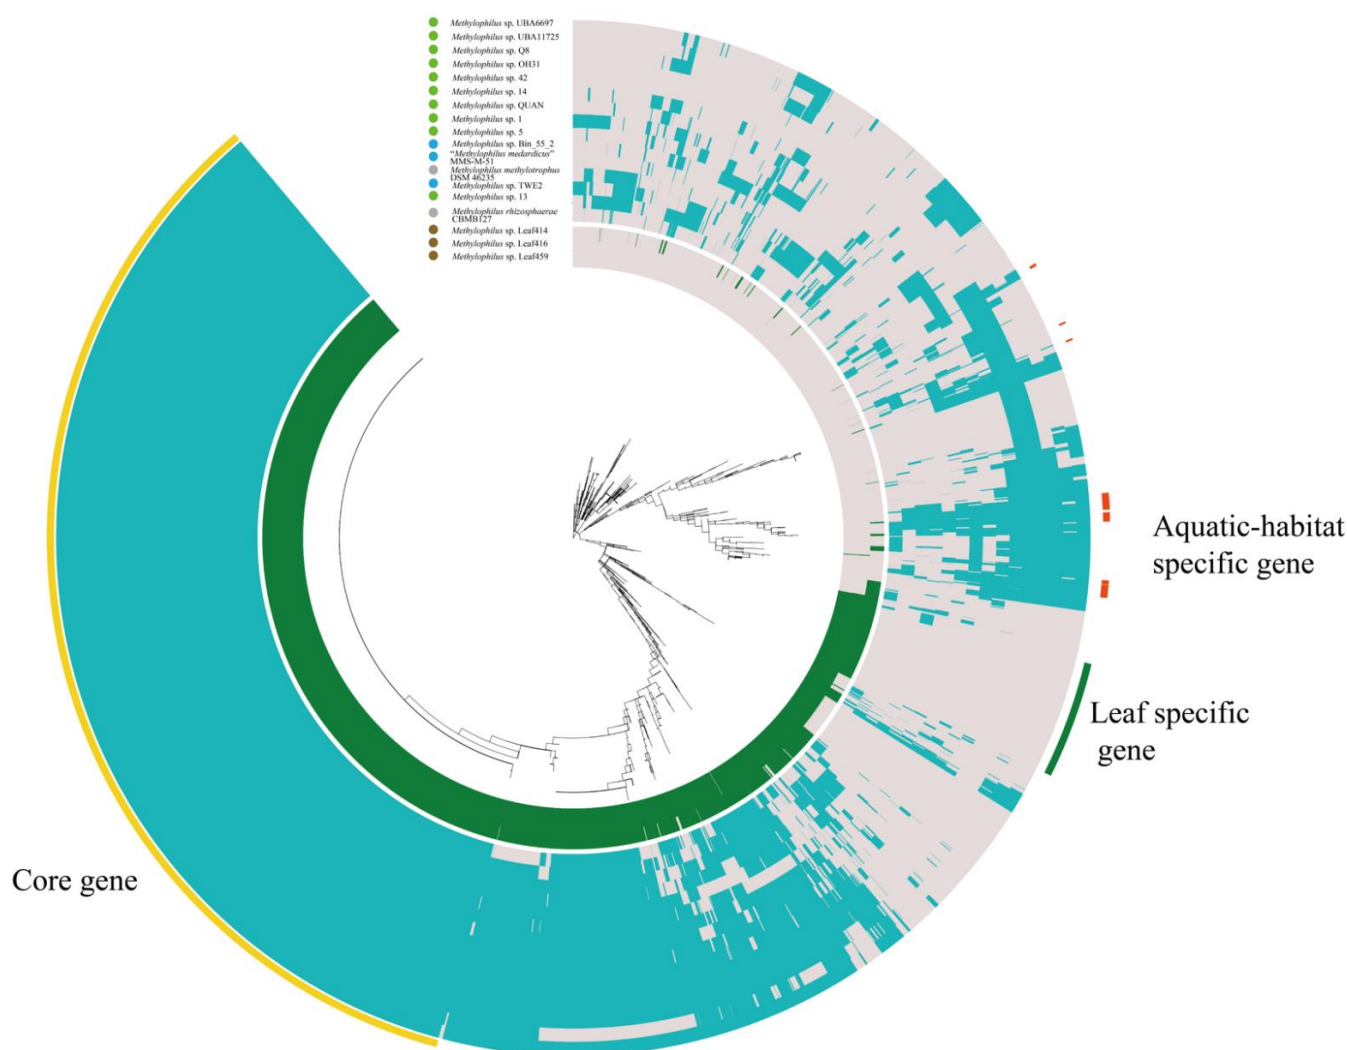 Methylophilus sp. UBA6697
Methylophilus sp. UBA11725
Methylophilus sp. Q8
Methylophilus sp. OH31
Methylophilus sp. 42
Methylophilus sp. 14
Methylophilus sp. QUAN
Methylophilus sp. 1
Methylophilus sp. 5
Methylophilus sp. Bin_55_2
“Methylophilus medardicus”
MMS-M-51
Methylophilus methylotrophus
DSM 46235
Methylophilus sp. TWE2
Methylophilus sp. 13
Methylophilus rhizosphaerae
CBMB127
Methylophilus sp. Leaf414
Methylophilus sp. Leaf416
Methylophilus sp. Leaf459
Aquatic-habitat
specific gene
Leaf specific
gene
Core gene